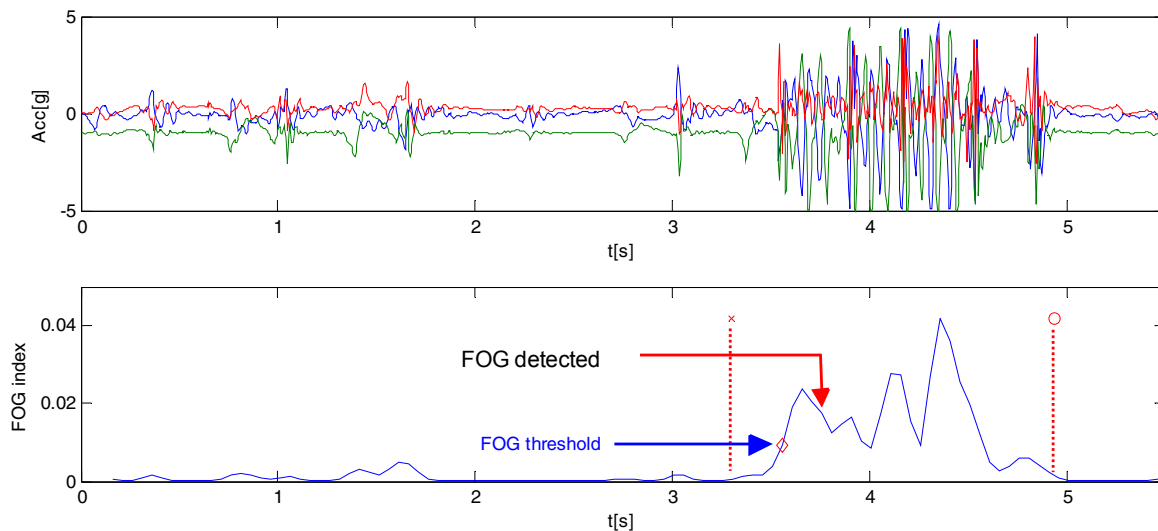 5
0
-5
Acc[g]
0 1 2 3 4 5
t[s]
0.04
0.02
0
FOG index
FOG detected
FOG threshold
0 1 2 3 4 5
t[s]